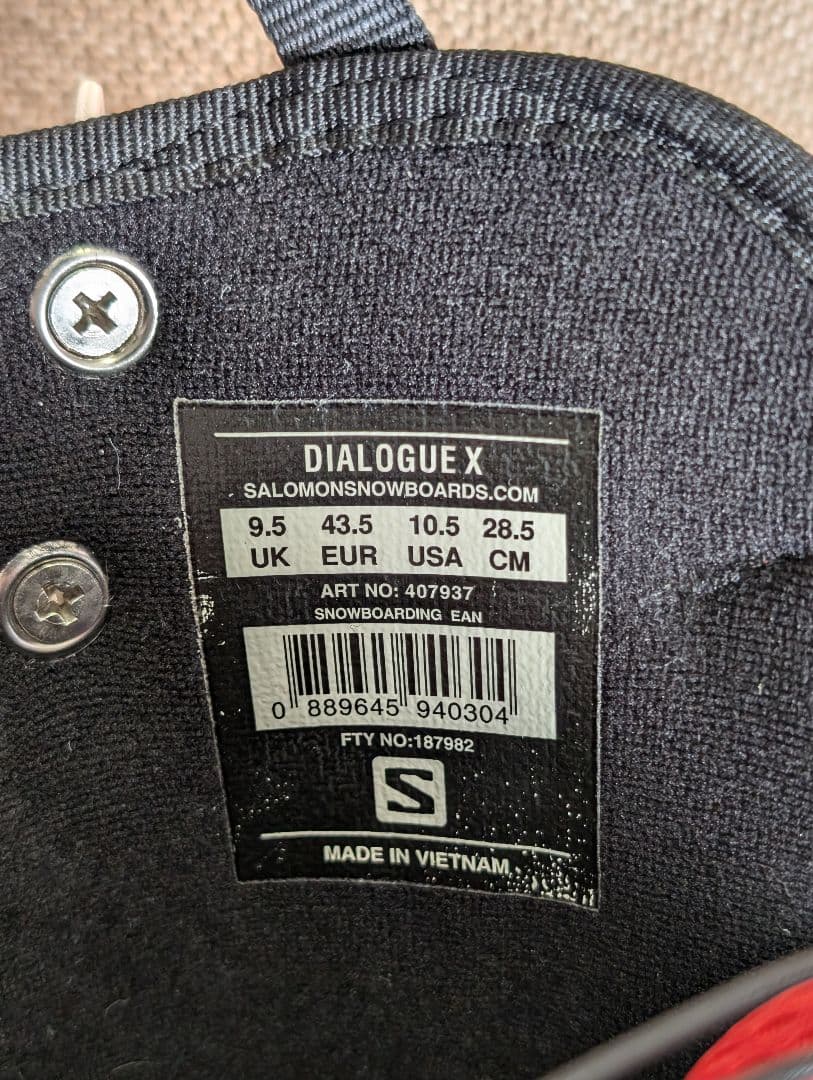 DIALOGUE X
SALOMONSNOWBOARDS.COM
9.5 43.5 10.5 28.5
UK EUR USA CM
ART NO: 407937
SNOWBOARDING EAN
0 889645 940304
FTY NO:187982
S
MADE IN VIETNAM